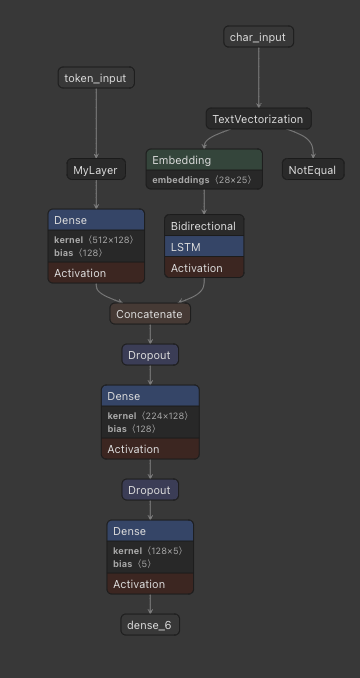 char_input
token_input
TextVectorization
Embedding
embeddings ⟨28×25⟩
MyLayer
NotEqual
Dense
kernel ⟨512×128⟩
bias ⟨128⟩
Activation
Bidirectional
LSTM
Activation
Concatenate
Dropout
Dense
kernel ⟨224×128⟩
bias ⟨128⟩
Activation
Dropout
Dense
kernel ⟨128×5⟩
bias ⟨5⟩
Activation
dense_6